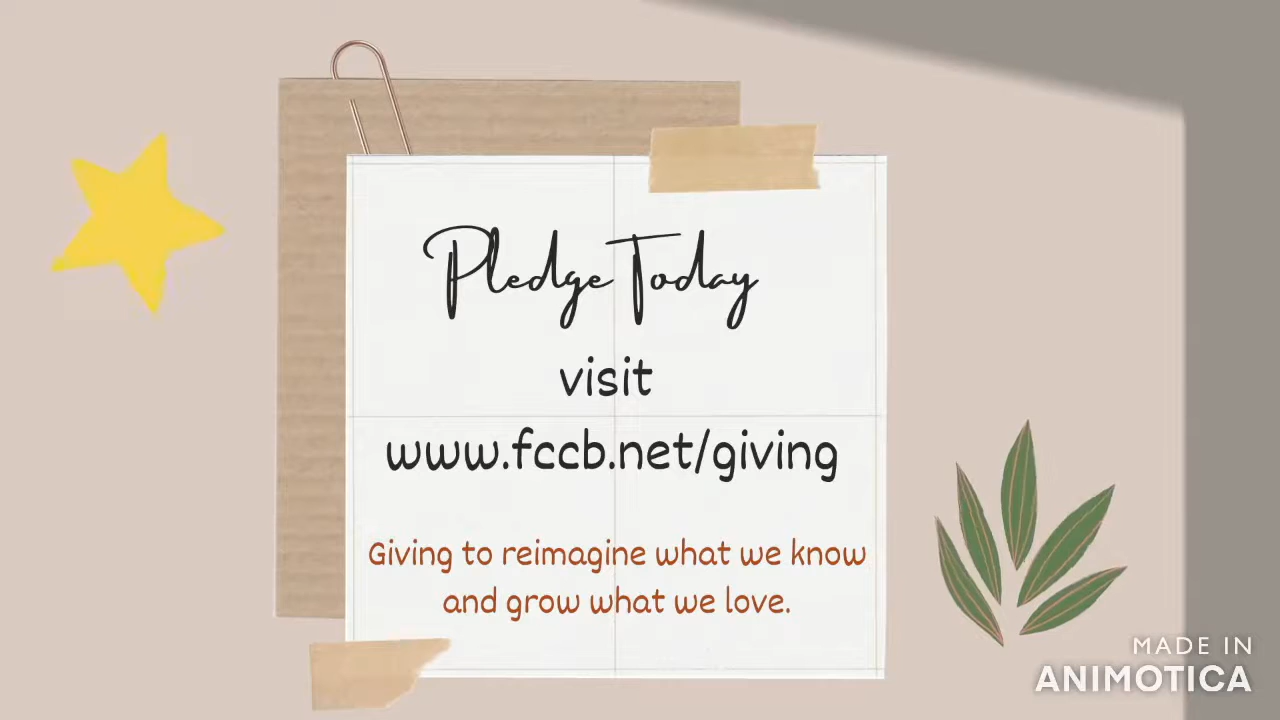 Pledge Today
visit
www.fccb.net/giving
Giving to reimagine what we know
and grow what we love.
MADE IN
ANIMOTICA